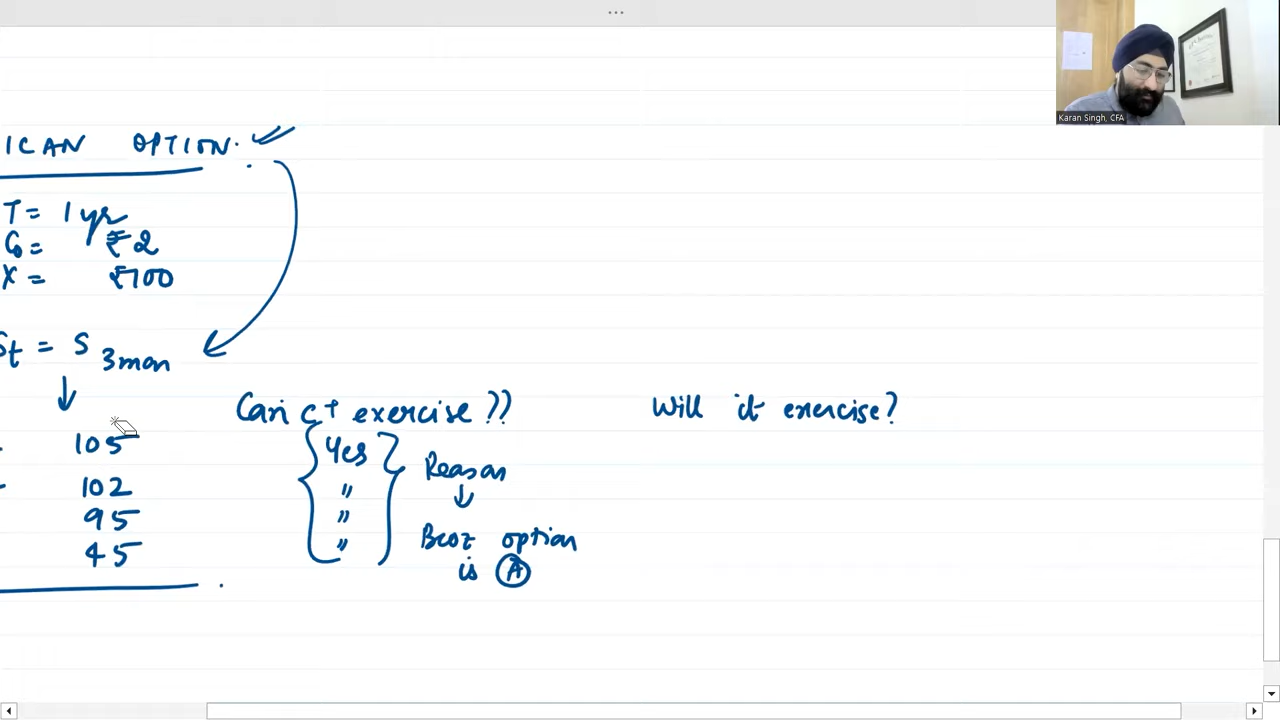 ICAN OPTION.
T = 1 yr
C0 = ₹ 2
X = ₹100
St = S 3mon
Can c+ exercise ?? Will it exercise?
105 Yes Reason
102 "
95 " Bcoz option
45 " is A
Karan Singh, CFA